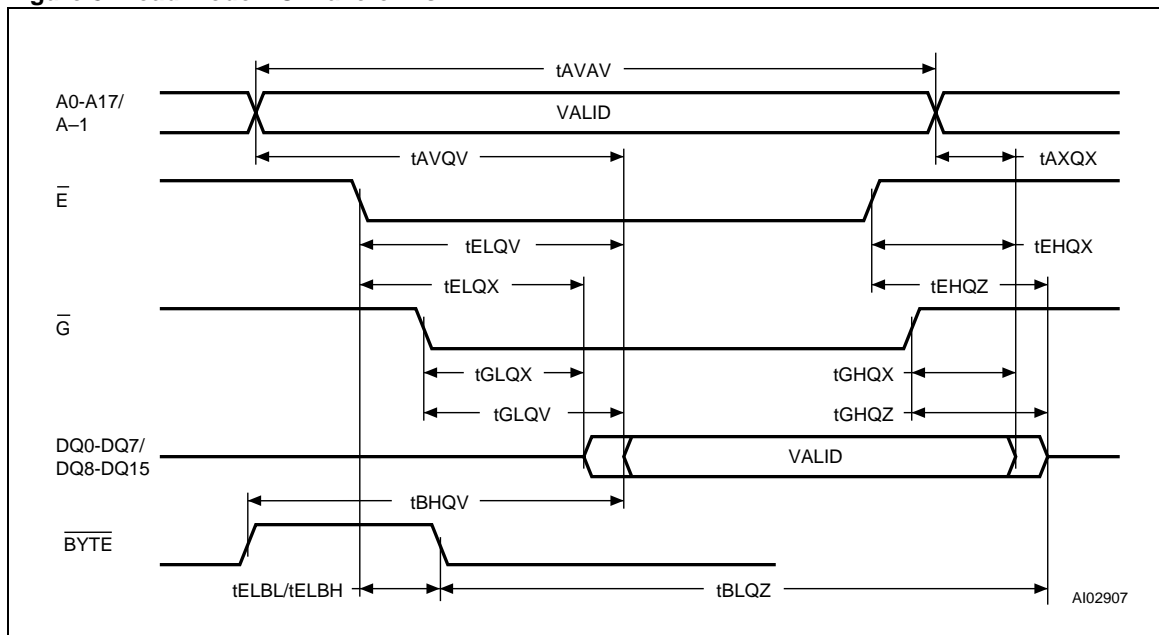 tAVAV
A0-A17/
A–1
VALID
tAVQV
tAXQX
E
tELQV
tEHQX
tELQX
tEHQZ
G
tGLQX
tGHQX
tGLQV
tGHQZ
DQ0-DQ7/
DQ8-DQ15
VALID
tBHQV
BYTE
tELBL/tELBH
tBLQZ
AI02907